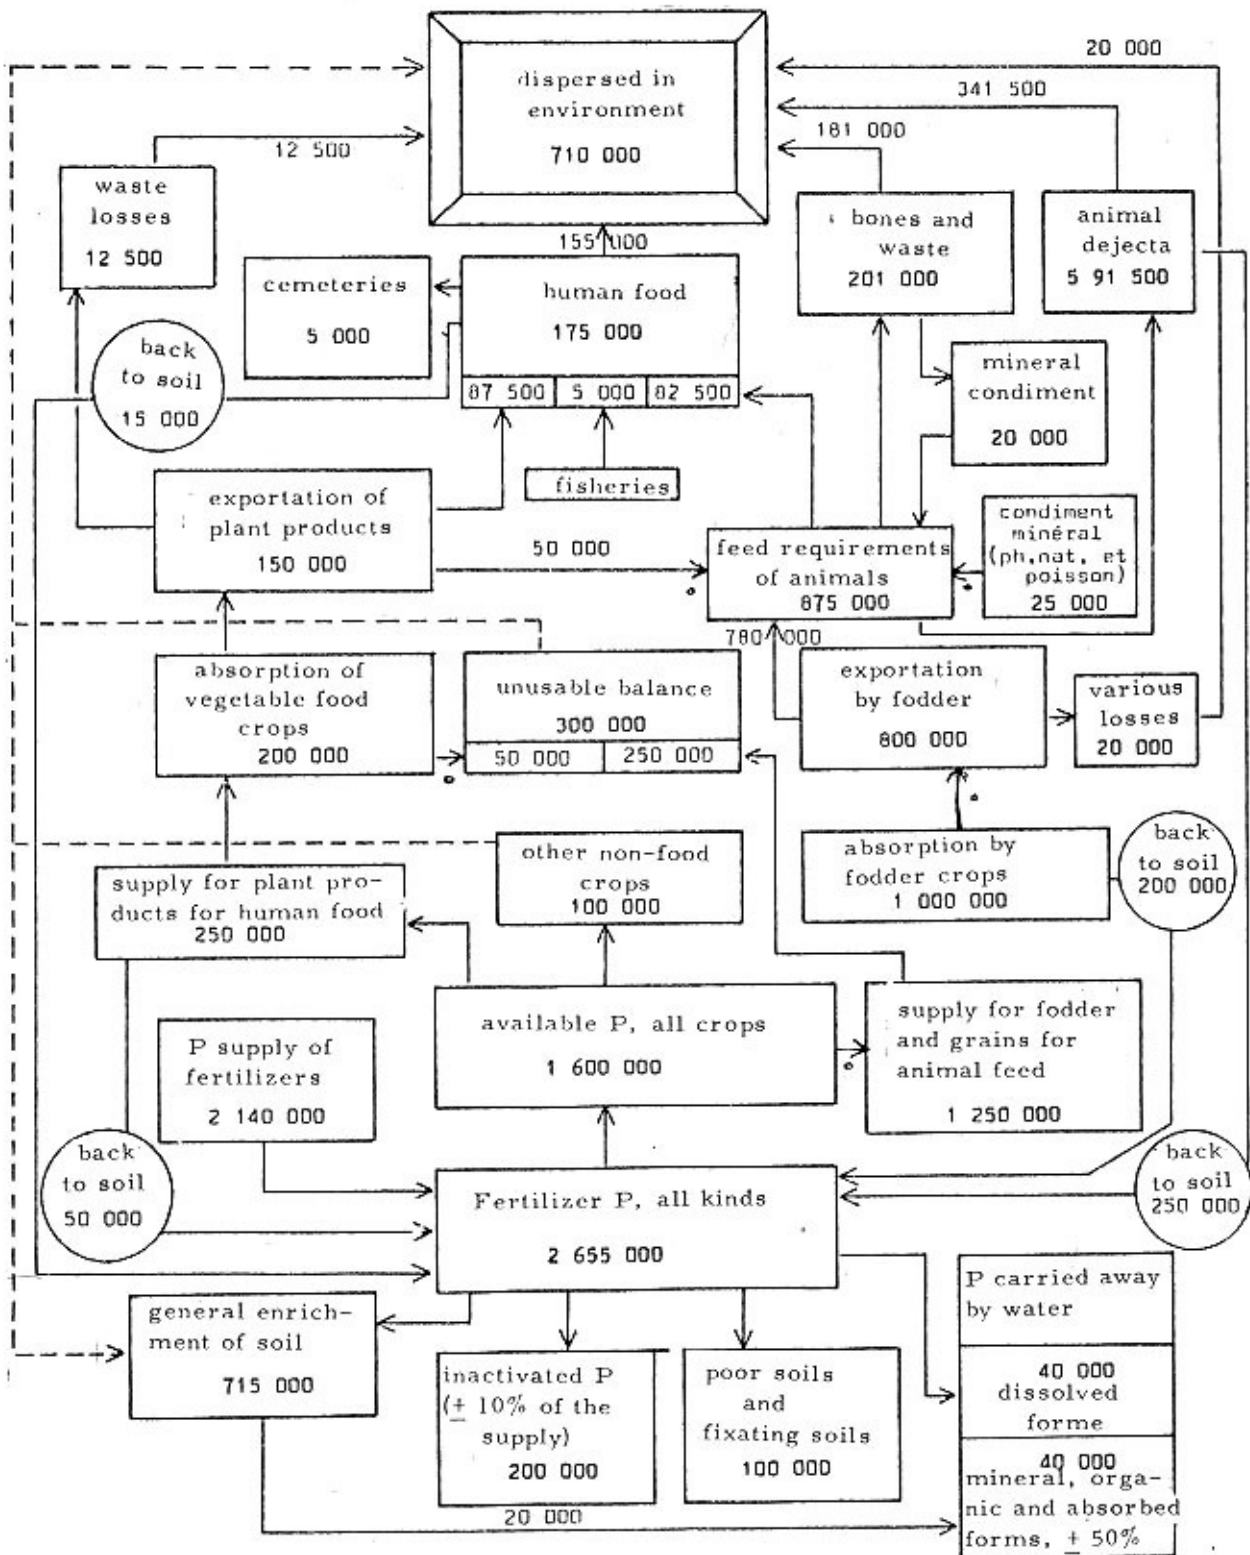 20 000
dispersed in
environment
710 000
341 500
181 000
12 500
waste
losses
12 500
bones and
waste
201 000
animal
dejecta
5 91 500
155 000
cemeteries
5 000
human food
175 000
87 500
5 000
82 500
back
to soil
15 000
mineral
condiment
20 000
fisheries
exportation of
plant products
150 000
50 000
feed requirements
of animals
875 000
condiment
minéral
(ph.nat. et
poisson)
25 000
780 000
absorption of
vegetable food
crops
200 000
unusable balance
300 000
50 000
250 000
exportation
by fodder
800 000
various
losses
20 000
other non-food
crops
100 000
absorption by
fodder crops
1 000 000
back
to soil
200 000
supply for plant pro-
ducts for human food
250 000
available P, all crops
1 600 000
supply for fodder
and grains for
animal feed
1 250 000
P supply of
fertilizers
2 140 000
back
to soil
50 000
Fertilizer P, all kinds
2 655 000
back
to soil
250 000
general enrich-
ment of soil
715 000
inactivated P
(± 10% of the
supply)
200 000
poor soils
and
fixating soils
100 000
P carried away
by water
40 000
dissolved
forme
40 000
mineral, orga-
nic and absorbed
forms, ± 50%
20 000